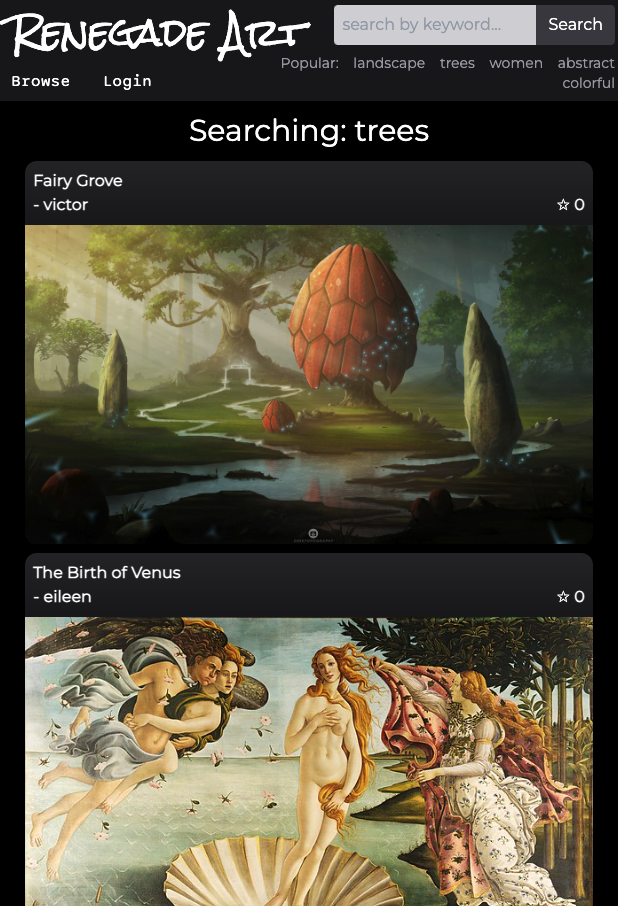 Renegade Art
search by keyword...
Search
Popular: landscape trees women abstract
colorful
Browse Login
Searching: trees
Fairy Grove
- victor
☆ 0
The Birth of Venus
- eileen
☆ 0